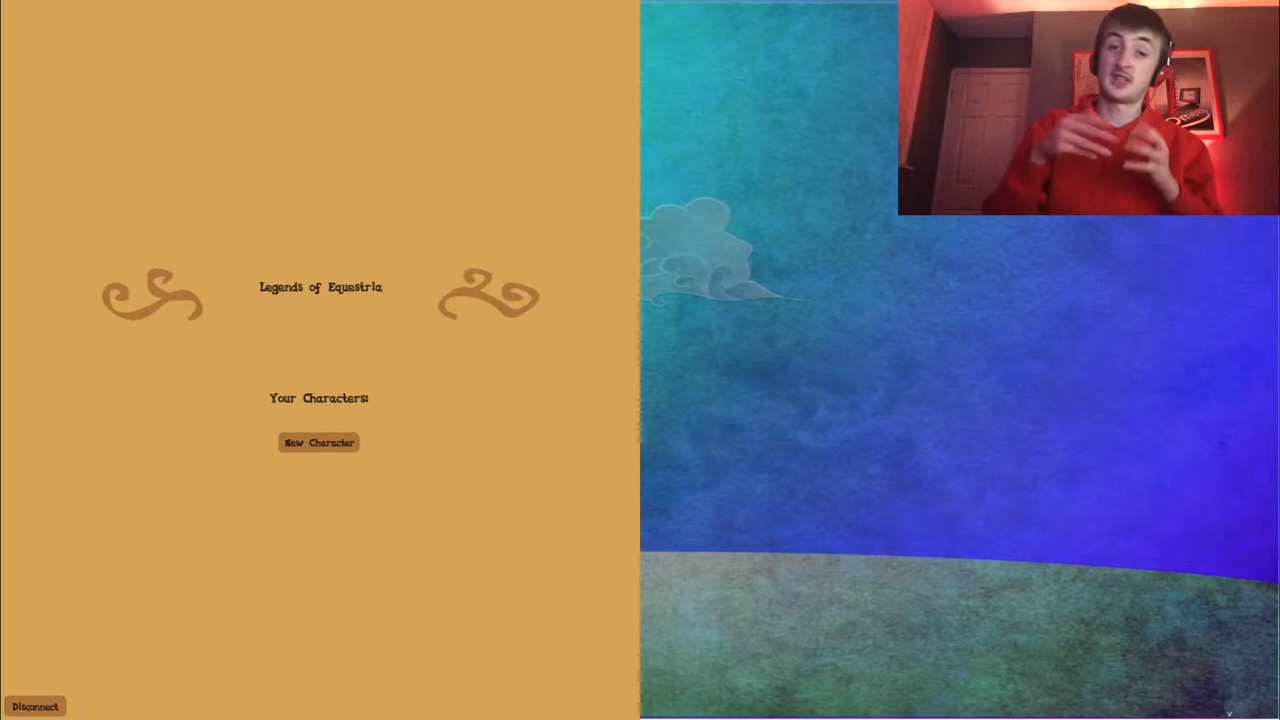 Legends of Equestria
Your Characters:
New Character
Disconnect
v